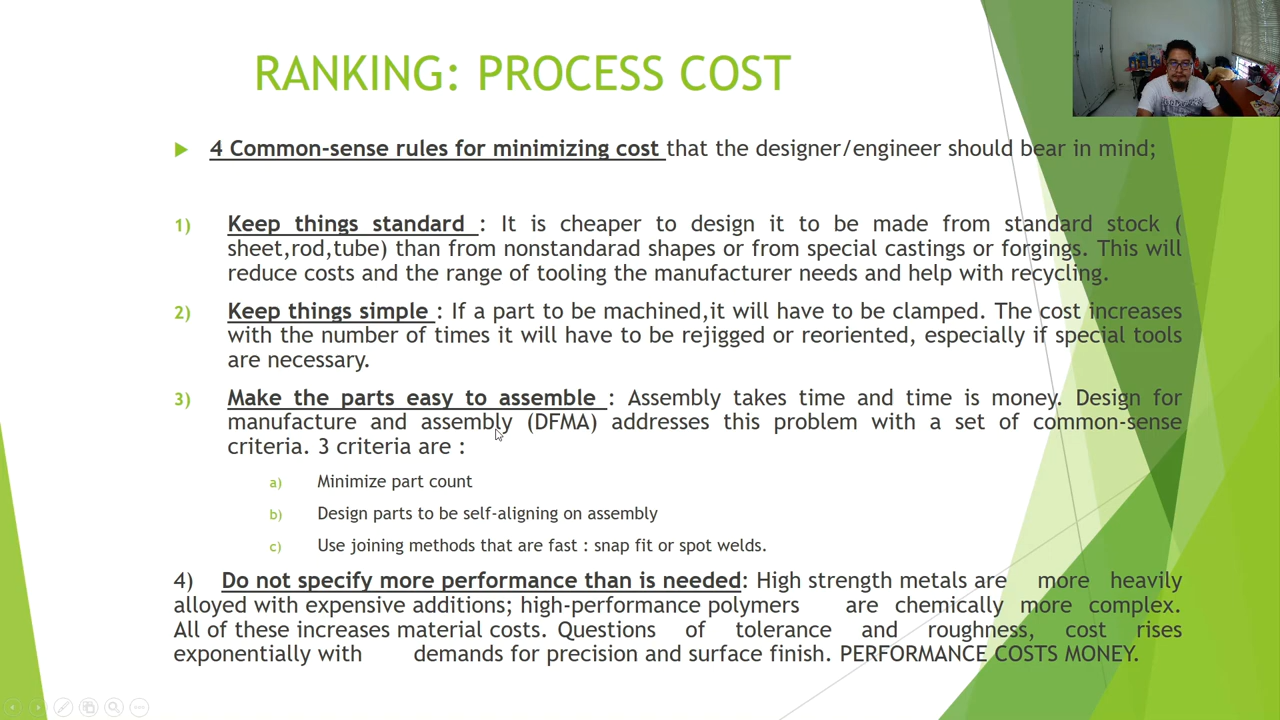 RANKING: PROCESS COST
4 Common-sense rules for minimizing cost that the designer/engineer should bear in mind;
1) Keep things standard : It is cheaper to design it to be made from standard stock (
sheet,rod,tube) than from nonstandarad shapes or from special castings or forgings. This will
reduce costs and the range of tooling the manufacturer needs and help with recycling.
2) Keep things simple : If a part to be machined,it will have to be clamped. The cost increases
with the number of times it will have to be rejigged or reoriented, especially if special tools
are necessary.
3) Make the parts easy to assemble : Assembly takes time and time is money. Design for
manufacture and assembly (DFMA) addresses this problem with a set of common-sense
criteria. 3 criteria are :
a) Minimize part count
b) Design parts to be self-aligning on assembly
c) Use joining methods that are fast : snap fit or spot welds.
4) Do not specify more performance than is needed: High strength metals are more heavily
alloyed with expensive additions; high-performance polymers are chemically more complex.
All of these increases material costs. Questions of tolerance and roughness, cost rises
exponentially with demands for precision and surface finish. PERFORMANCE COSTS MONEY.